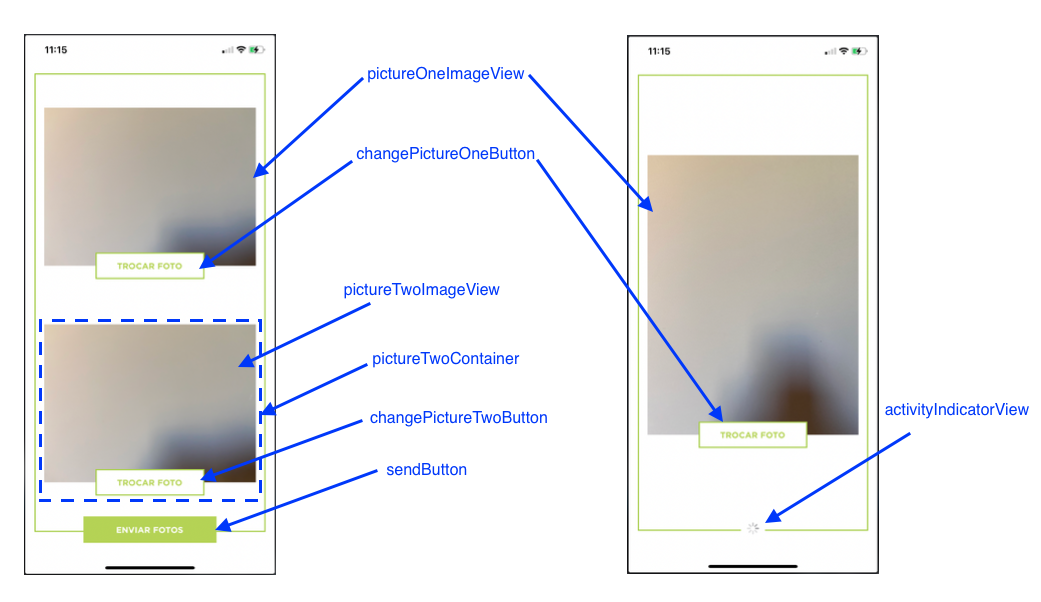 11:15
11:15
pictureOneImageView
changePictureOneButton
TROCAR FOTO
pictureTwoImageView
pictureTwoContainer
changePictureTwoButton
TROCAR FOTO
sendButton
ENVIAR FOTOS
activityIndicatorView
TROCAR FOTO